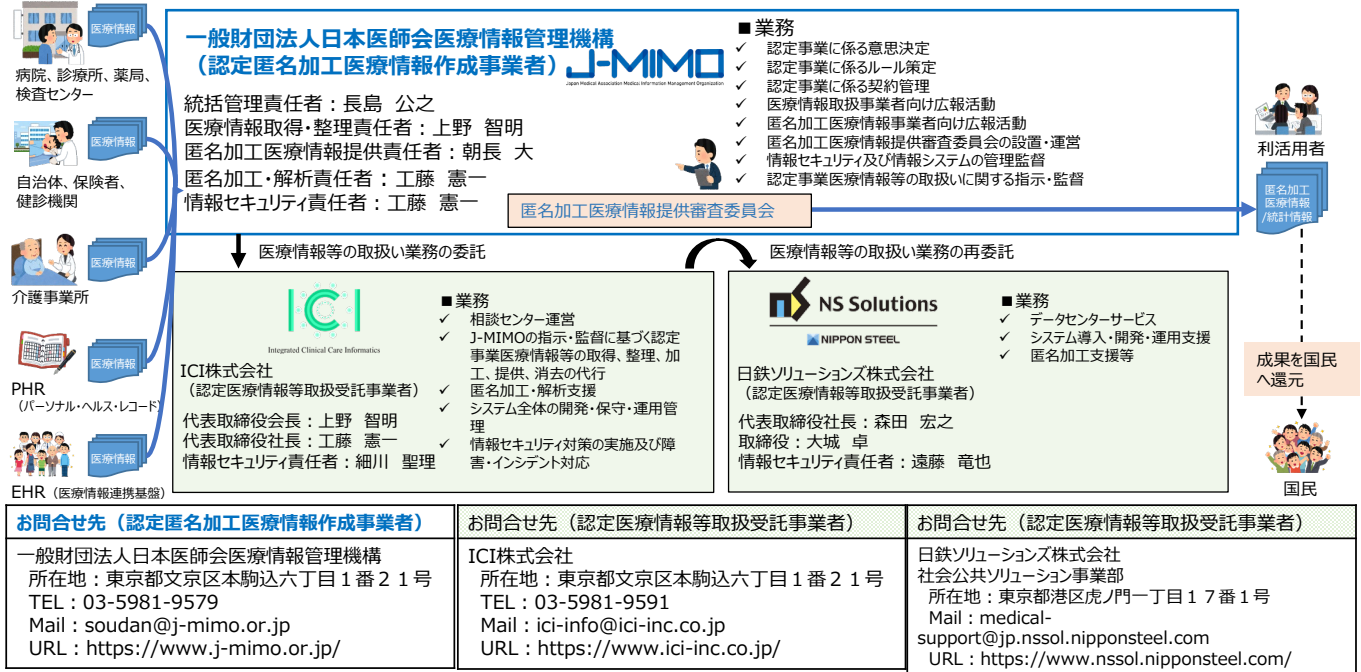 医療情報
病院、診療所、薬局、
検査センター
医療情報
自治体、保険者、
健診機関
医療情報
介護事業所
医療情報
PHR
（パーソナル・ヘルス・レコード）
医療情報
EHR（医療情報連携基盤）
一般財団法人日本医師会医療情報管理機構
（認定匿名加工医療情報作成事業者）
J-MIMO
Japan Medical Association Medical Information Management Organization
統括管理責任者：長島 公之
医療情報取得・整理責任者：上野 智明
匿名加工医療情報提供責任者：朝長 大
匿名加工・解析責任者：工藤 憲一
情報セキュリティ責任者：工藤 憲一
■業務
✓ 認定事業に係る意思決定
✓ 認定事業に係るルール策定
✓ 認定事業に係る契約管理
✓ 医療情報取扱事業者向け広報活動
✓ 匿名加工医療情報事業者向け広報活動
✓ 匿名加工医療情報提供審査委員会の設置・運営
✓ 情報セキュリティ及び情報システムの管理監督
✓ 認定事業医療情報等の取扱いに関する指示・監督
匿名加工医療情報提供審査委員会
利活用者
匿名加工
医療情報
/統計情報
成果を国民
へ還元
国民
医療情報等の取扱い業務の委託
医療情報等の取扱い業務の再委託
ICI
Integrated Clinical Care Informatics
ICI株式会社
（認定医療情報等取扱受託事業者）
代表取締役会長：上野 智明
代表取締役社長：工藤 憲一
情報セキュリティ責任者：細川 聖理
■業務
✓ 相談センター運営
✓ J-MIMOの指示・監督に基づく認定
事業医療情報等の取得、整理、加
工、提供、消去の代行
✓ 匿名加工・解析支援
✓ システム全体の開発・保守・運用管
理
✓ 情報セキュリティ対策の実施及び障
害・インシデント対応
NS Solutions
NIPPON STEEL
日鉄ソリューションズ株式会社
（認定医療情報等取扱受託事業者）
代表取締役社長：森田 宏之
取締役：大城 卓
情報セキュリティ責任者：遠藤 竜也
■業務
✓ データセンターサービス
✓ システム導入・開発・運用支援
✓ 匿名加工支援等
お問合せ先（認定匿名加工医療情報作成事業者）
一般財団法人日本医師会医療情報管理機構
所在地：東京都文京区本駒込六丁目１番２１号
TEL：03-5981-9579
Mail：soudan@j-mimo.or.jp
URL：https://www.j-mimo.or.jp/
お問合せ先（認定医療情報等取扱受託事業者）
ICI株式会社
所在地：東京都文京区本駒込六丁目１番２１号
TEL：03-5981-9591
Mail：ici-info@ici-inc.co.jp
URL：https://www.ici-inc.co.jp/
お問合せ先（認定医療情報等取扱受託事業者）
日鉄ソリューションズ株式会社
社会公共ソリューション事業部
所在地：東京都港区虎ノ門一丁目１７番１号
Mail：medical-
support@jp.nssol.nipponsteel.com
URL：https://www.nssol.nipponsteel.com/